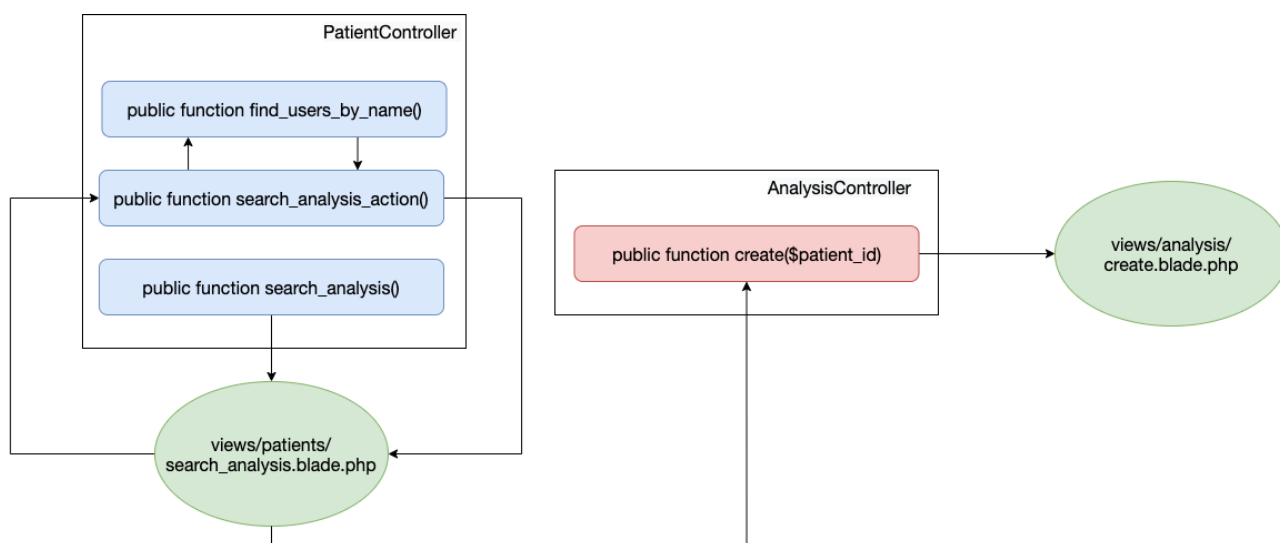 PatientController
public function find_users_by_name()
public function search_analysis_action()
public function search_analysis()
views/patients/
search_analysis.blade.php
AnalysisController
public function create($patient_id)
views/analysis/
create.blade.php